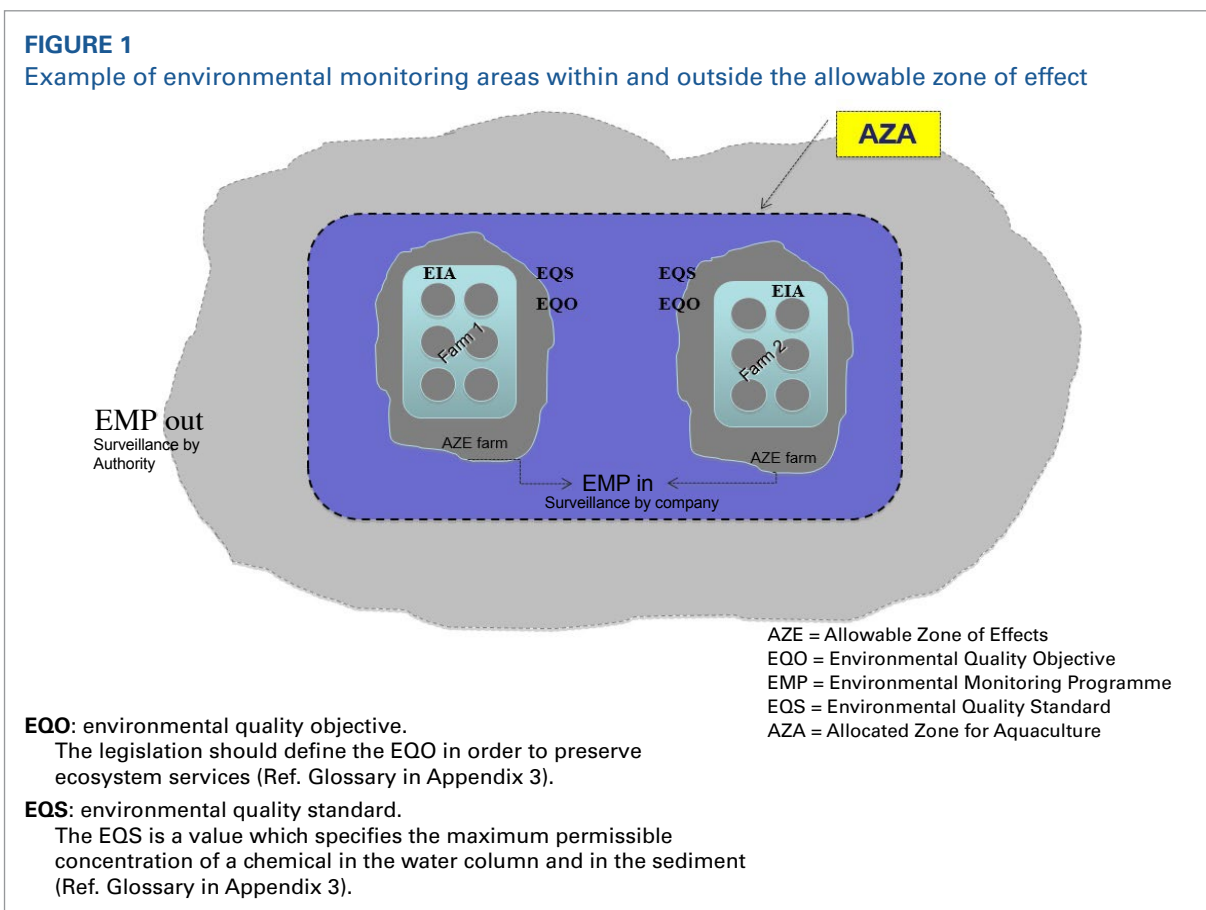 FIGURE 1
Example of environmental monitoring areas within and outside the allowable zone of effect
AZA
EIA
EQS
EQO
Farm 1
AZE farm
EQS
EQO
EIA
Farm 2
AZE farm
EMP in
Surveillance by company
EMP out
Surveillance by
Authority
AZE = Allowable Zone of Effects
EQO = Environmental Quality Objective
EMP = Environmental Monitoring Programme
EQS = Environmental Quality Standard
AZA = Allocated Zone for Aquaculture
EQO: environmental quality objective.
The legislation should define the EQO in order to preserve
ecosystem services (Ref. Glossary in Appendix 3).
EQS: environmental quality standard.
The EQS is a value which specifies the maximum permissible
concentration of a chemical in the water column and in the sediment
(Ref. Glossary in Appendix 3).